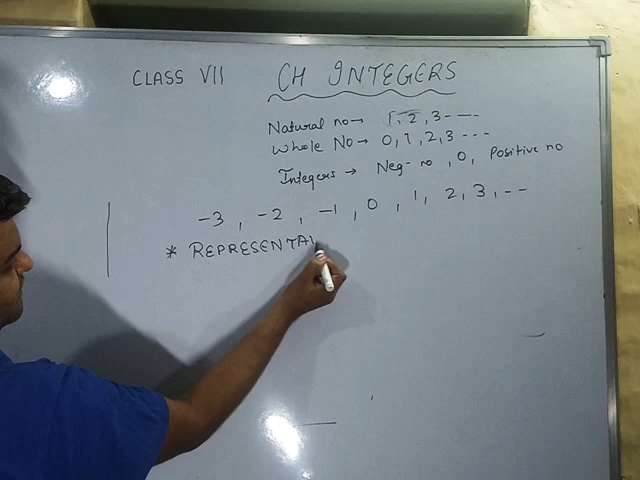 CLASS VII CH INTEGERS
Natural no→ 1, 2, 3----
Whole No→ 0, 1, 2, 3---
Integers → Neg- no, 0, Positive no
-3, -2, -1, 0, 1, 2, 3, --
* REPRESENTA